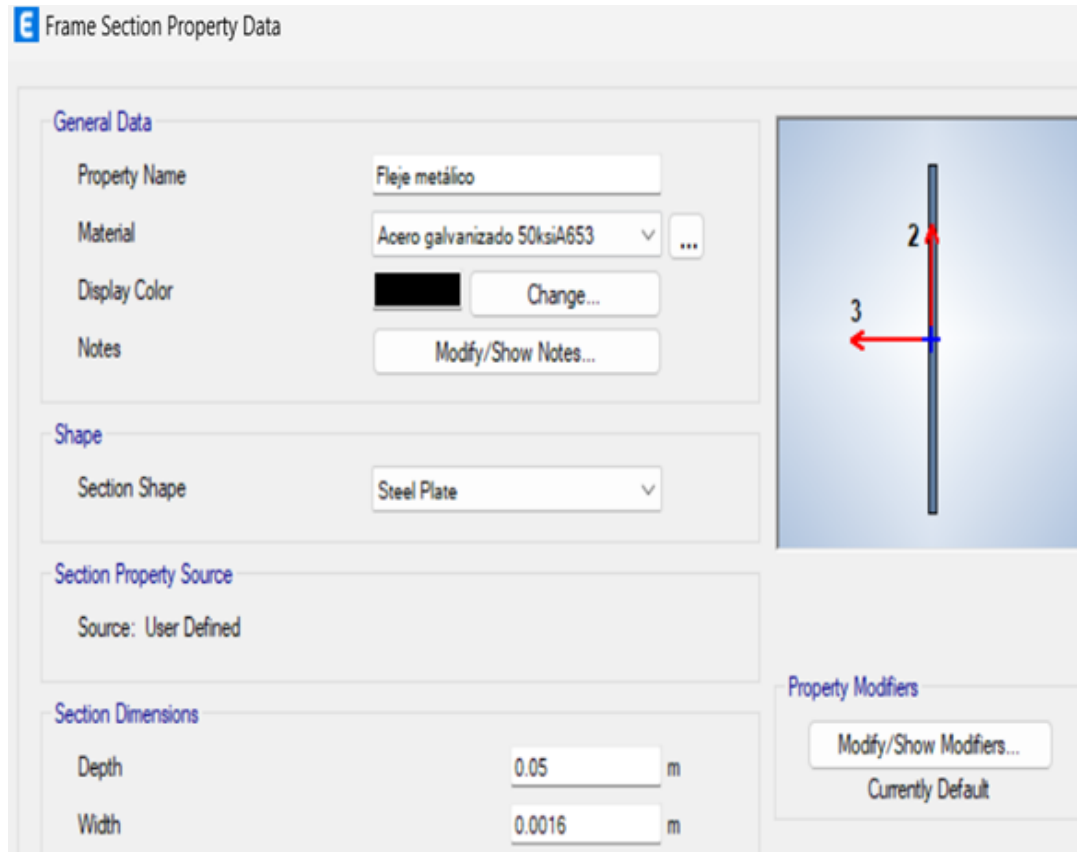 E Frame Section Property Data
General Data
Property Name Fleje metálico
Material Acero galvanizado 50ksiA653 ...
Display Color Change...
Notes Modify/Show Notes...
2
3
Shape
Section Shape Steel Plate
Section Property Source
Source: User Defined
Property Modifiers
Modify/Show Modifiers...
Currently Default
Section Dimensions
Depth 0.05 m
Width 0.0016 m